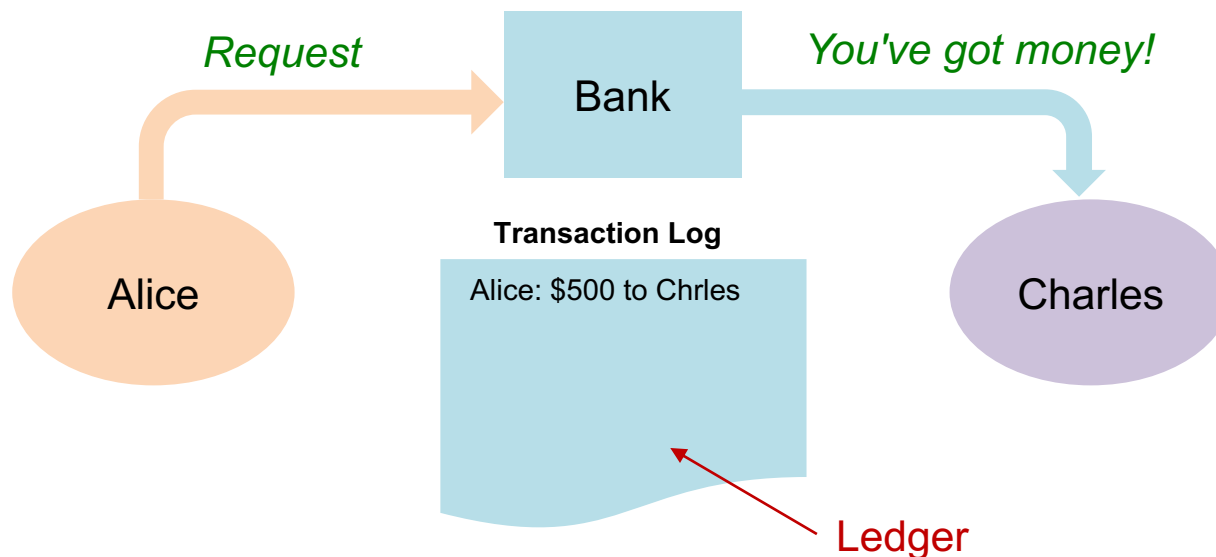 Request
You've got money!
Bank
Transaction Log
Alice: $500 to Chrles
Alice
Charles
Ledger